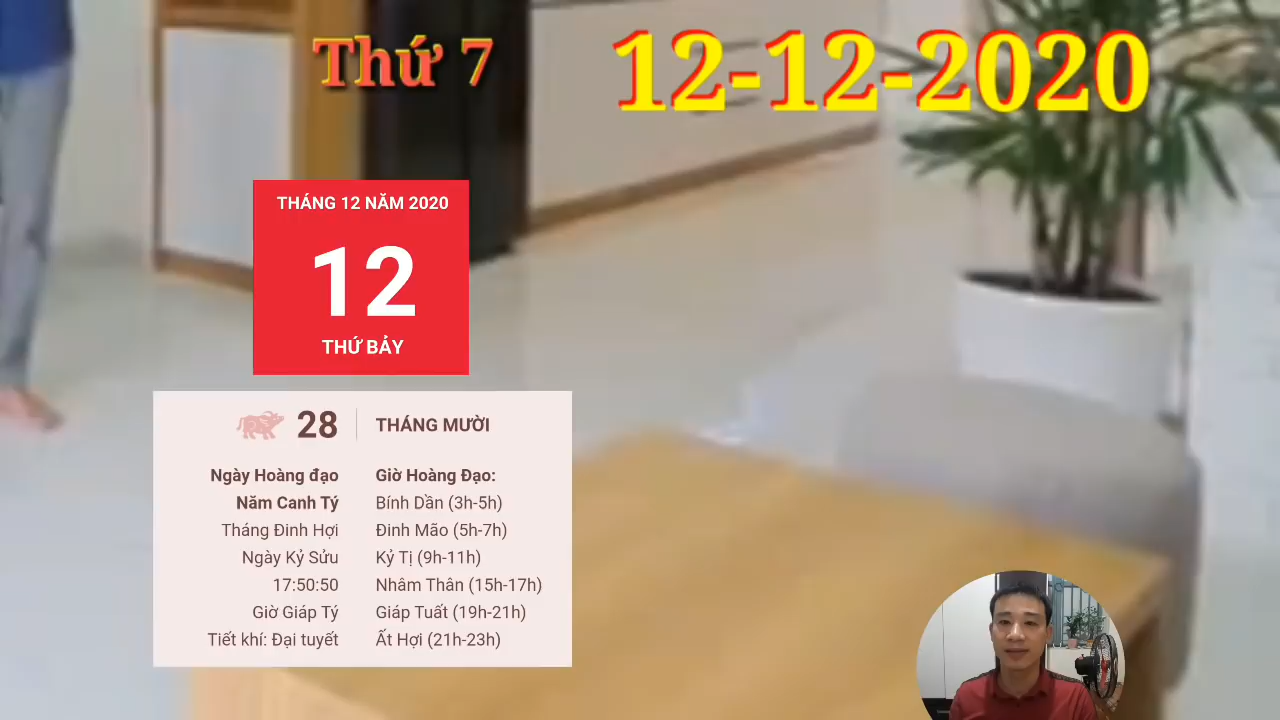 Thứ 7
12-12-2020
THÁNG 12 NĂM 2020
12
THỨ BẢY
28
THÁNG MƯỜI
Ngày Hoàng đạo
Năm Canh Tý
Tháng Đinh Hợi
Ngày Kỷ Sửu
17:50:50
Giờ Giáp Tý
Tiết khí: Đại tuyết
Giờ Hoàng Đạo:
Bính Dần (3h-5h)
Đinh Mão (5h-7h)
Kỷ Tị (9h-11h)
Nhâm Thân (15h-17h)
Giáp Tuất (19h-21h)
Ất Hợi (21h-23h)